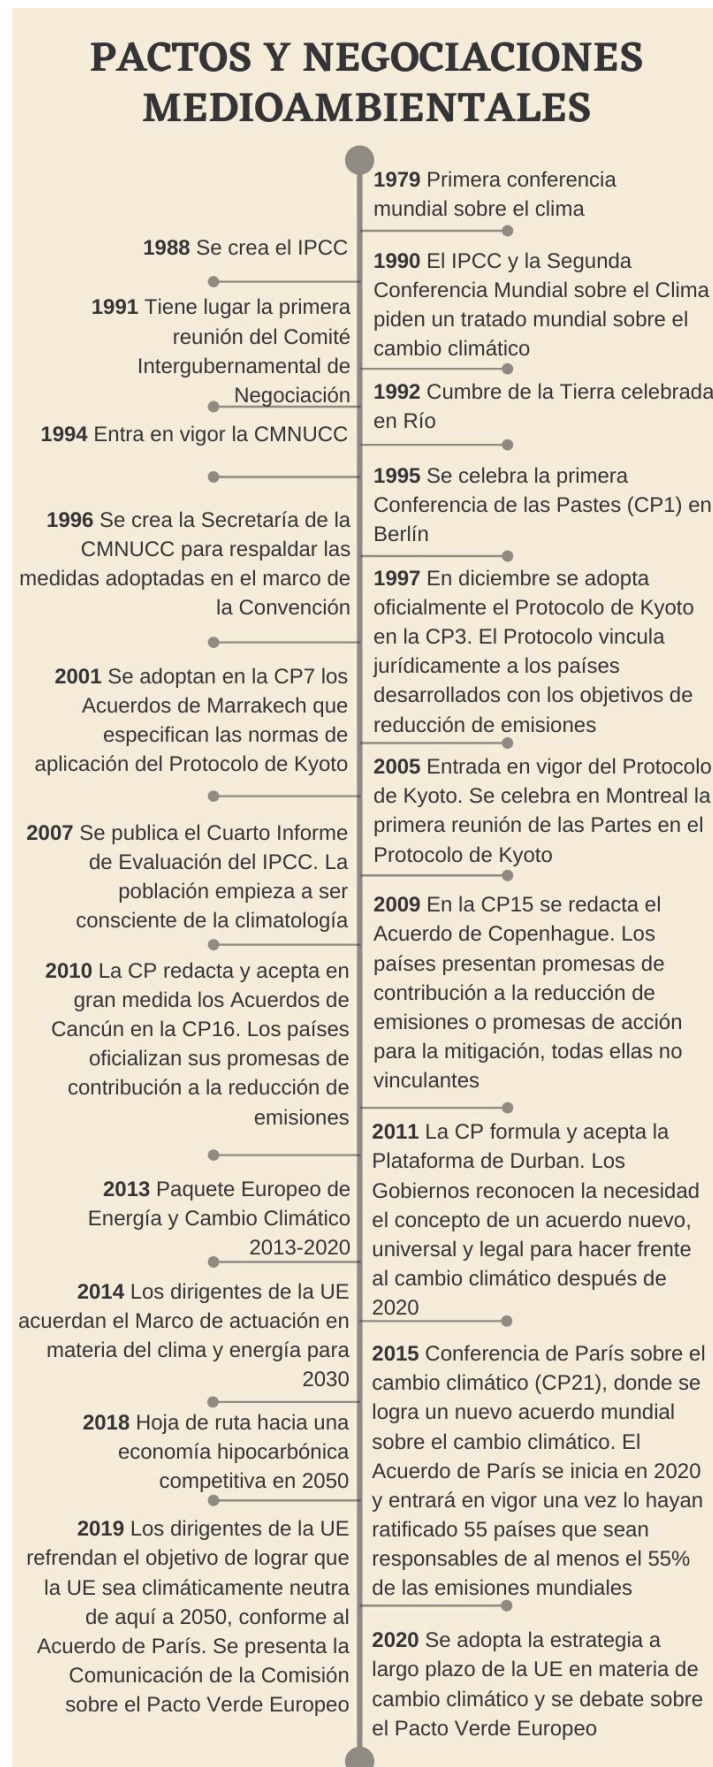 PACTOS Y NEGOCIACIONES
MEDIOAMBIENTALES
1979 Primera conferencia
mundial sobre el clima
1988 Se crea el IPCC
1990 El IPCC y la Segunda
Conferencia Mundial sobre el Clima
piden un tratado mundial sobre el
cambio climático
1991 Tiene lugar la primera
reunión del Comité
Intergubernamental de
Negociación
1992 Cumbre de la Tierra celebrada
en Río
1994 Entra en vigor la CMNUCC
1995 Se celebra la primera
Conferencia de las Pastes (CP1) en
Berlín
1996 Se crea la Secretaría de la
CMNUCC para respaldar las
medidas adoptadas en el marco de
la Convención
1997 En diciembre se adopta
oficialmente el Protocolo de Kyoto
en la CP3. El Protocolo vincula
jurídicamente a los países
desarrollados con los objetivos de
reducción de emisiones
2001 Se adoptan en la CP7 los
Acuerdos de Marrakech que
especifican las normas de
aplicación del Protocolo de Kyoto
2005 Entrada en vigor del Protocolo
de Kyoto. Se celebra en Montreal la
primera reunión de las Partes en el
Protocolo de Kyoto
2007 Se publica el Cuarto Informe
de Evaluación del IPCC. La
población empieza a ser
consciente de la climatología
2009 En la CP15 se redacta el
Acuerdo de Copenhague. Los
países presentan promesas de
contribución a la reducción de
emisiones o promesas de acción
para la mitigación, todas ellas no
vinculantes
2010 La CP redacta y acepta en
gran medida los Acuerdos de
Cancún en la CP16. Los países
oficializan sus promesas de
contribución a la reducción de
emisiones
2011 La CP formula y acepta la
Plataforma de Durban. Los
Gobiernos reconocen la necesidad
el concepto de un acuerdo nuevo,
universal y legal para hacer frente
al cambio climático después de
2020
2013 Paquete Europeo de
Energía y Cambio Climático
2013-2020
2014 Los dirigentes de la UE
acuerdan el Marco de actuación en
materia del clima y energía para
2030
2015 Conferencia de París sobre el
cambio climático (CP21), donde se
logra un nuevo acuerdo mundial
sobre el cambio climático. El
Acuerdo de París se inicia en 2020
y entrará en vigor una vez lo hayan
ratificado 55 países que sean
responsables de al menos el 55%
de las emisiones mundiales
2018 Hoja de ruta hacia una
economía hipocarbónica
competitiva en 2050
2019 Los dirigentes de la UE
refrendan el objetivo de lograr que
la UE sea climáticamente neutra
de aquí a 2050, conforme al
Acuerdo de París. Se presenta la
Comunicación de la Comisión
sobre el Pacto Verde Europeo
2020 Se adopta la estrategia a
largo plazo de la UE en materia de
cambio climático y se debate sobre
el Pacto Verde Europeo